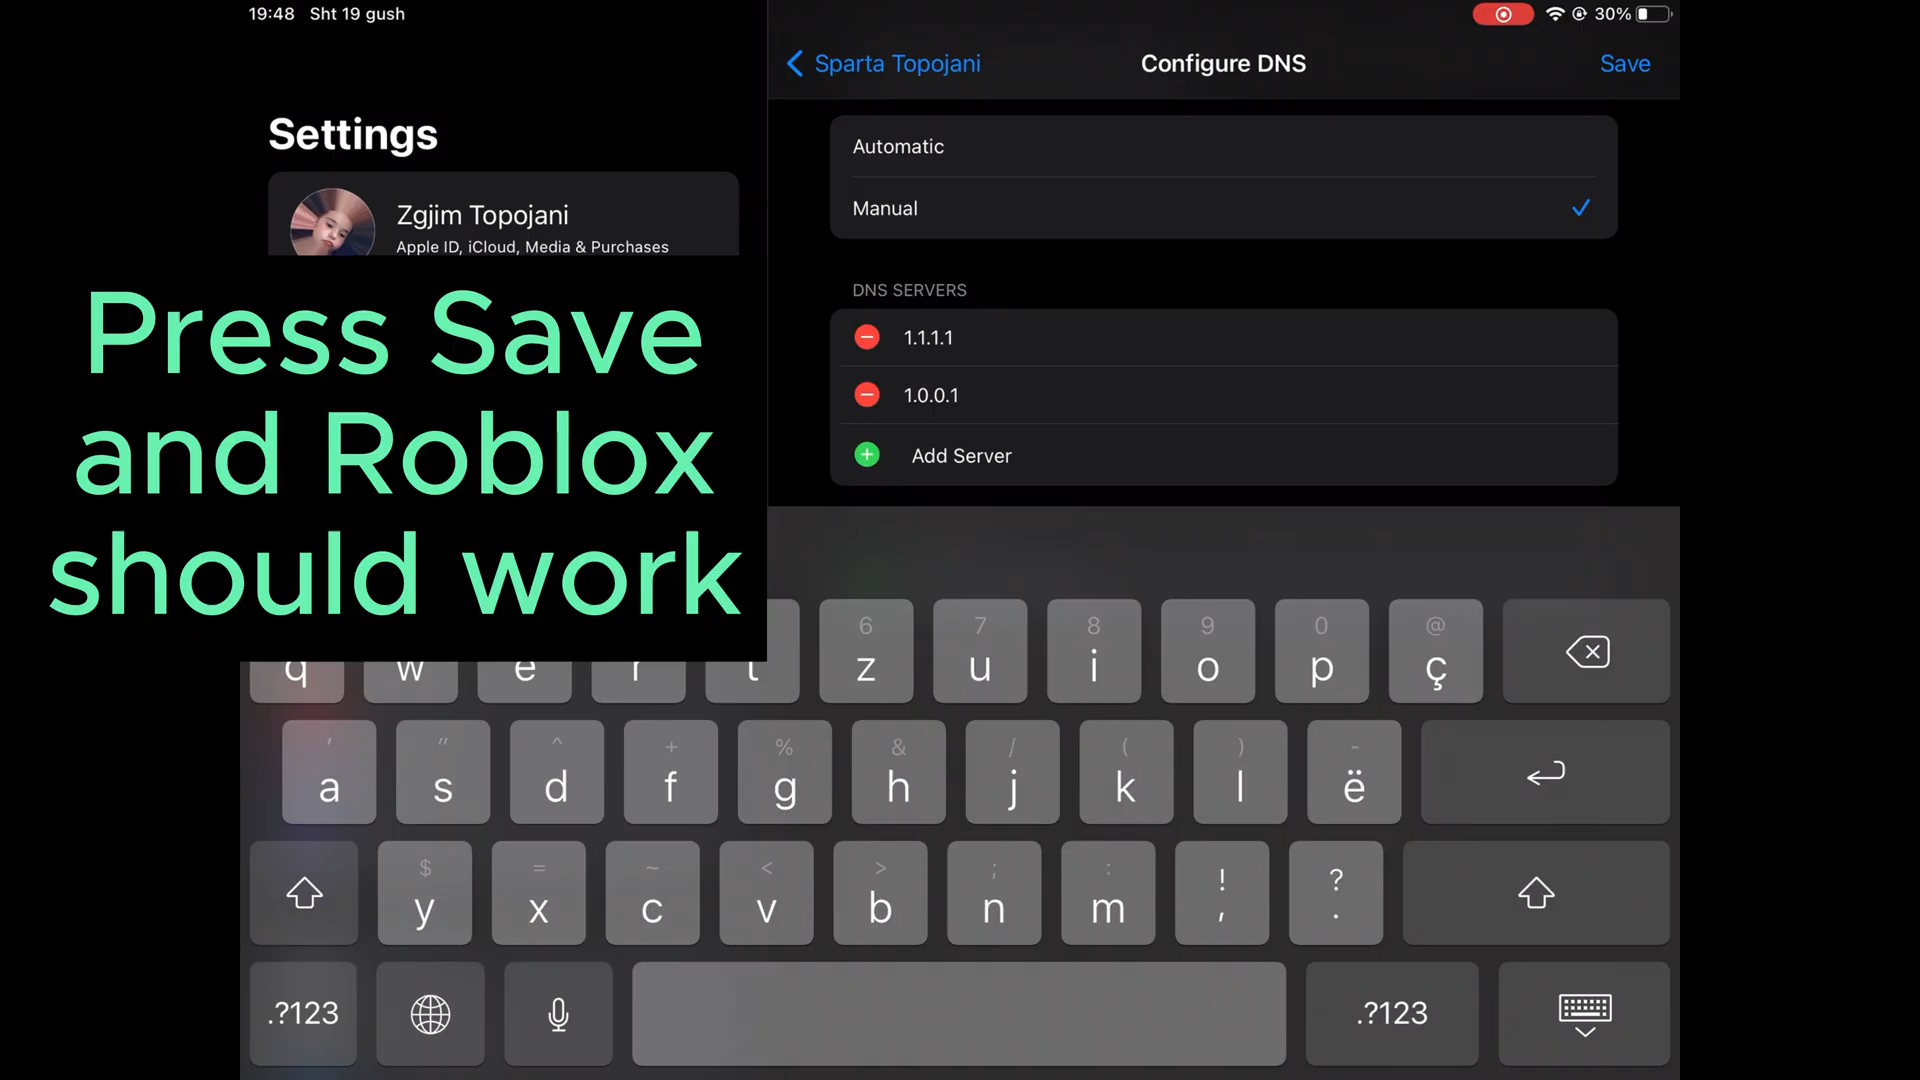 19:48 Sht 19 gush
30%
Sparta Topojani
Configure DNS
Save
Settings
Zgjim Topojani
Apple ID, iCloud, Media & Purchases
Automatic
Manual
DNS SERVERS
1.1.1.1
1.0.0.1
Add Server
Press Save
and Roblox
should work
6 7 8 9 0 @
q w e r t z u i o p ç
' " ^ + % & / ( ) -
a s d f g h j k l ë
$ = ~ < > ; : ! ?
y x c v b n m , .
.?123 .?123